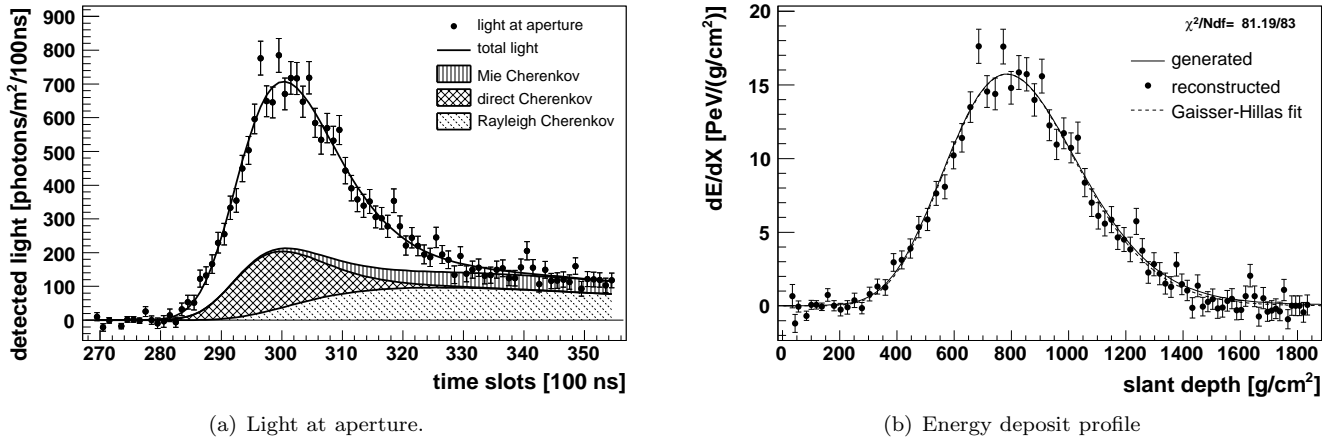 detected light [photons/m²/100ns]
900
800
700
600
500
400
300
200
100
0
270 280 290 300 310 320 330 340 350
time slots [100 ns]
light at aperture
total light
Mie Cherenkov
direct Cherenkov
Rayleigh Cherenkov
(a) Light at aperture.
dE/dX [PeV/(g/cm²)]
20
15
10
5
0
0 200 400 600 800 1000 1200 1400 1600 1800
slant depth [g/cm²]
χ²/Ndf= 81.19/83
generated
reconstructed
Gaisser-Hillas fit
(b) Energy deposit profile